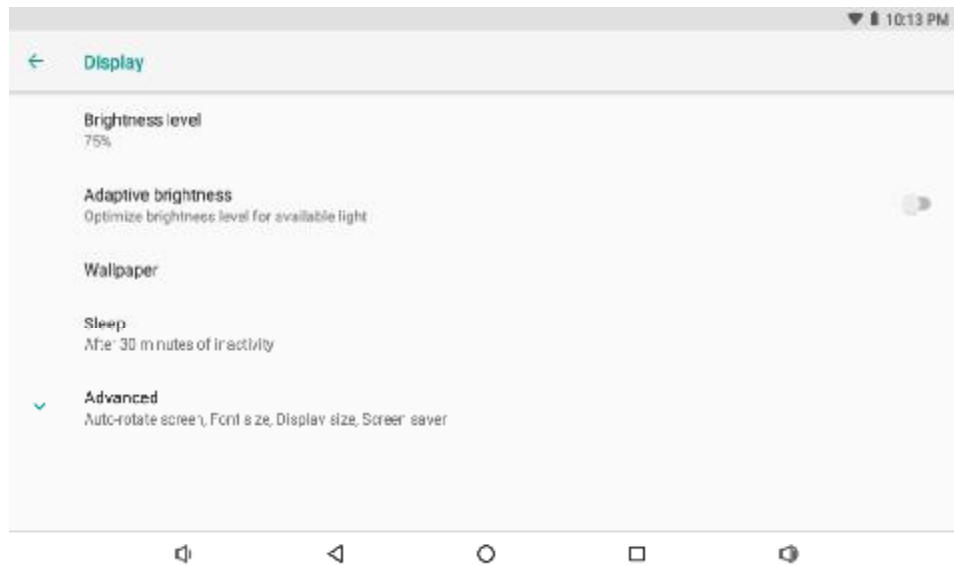 10:13 PM
Display
Brightness level
75%
Adaptive brightness
Optimize brightness level for available light
Wallpaper
Sleep
After 30 minutes of inactivity
Advanced
Auto-rotate screen, Font size, Display size, Screen saver